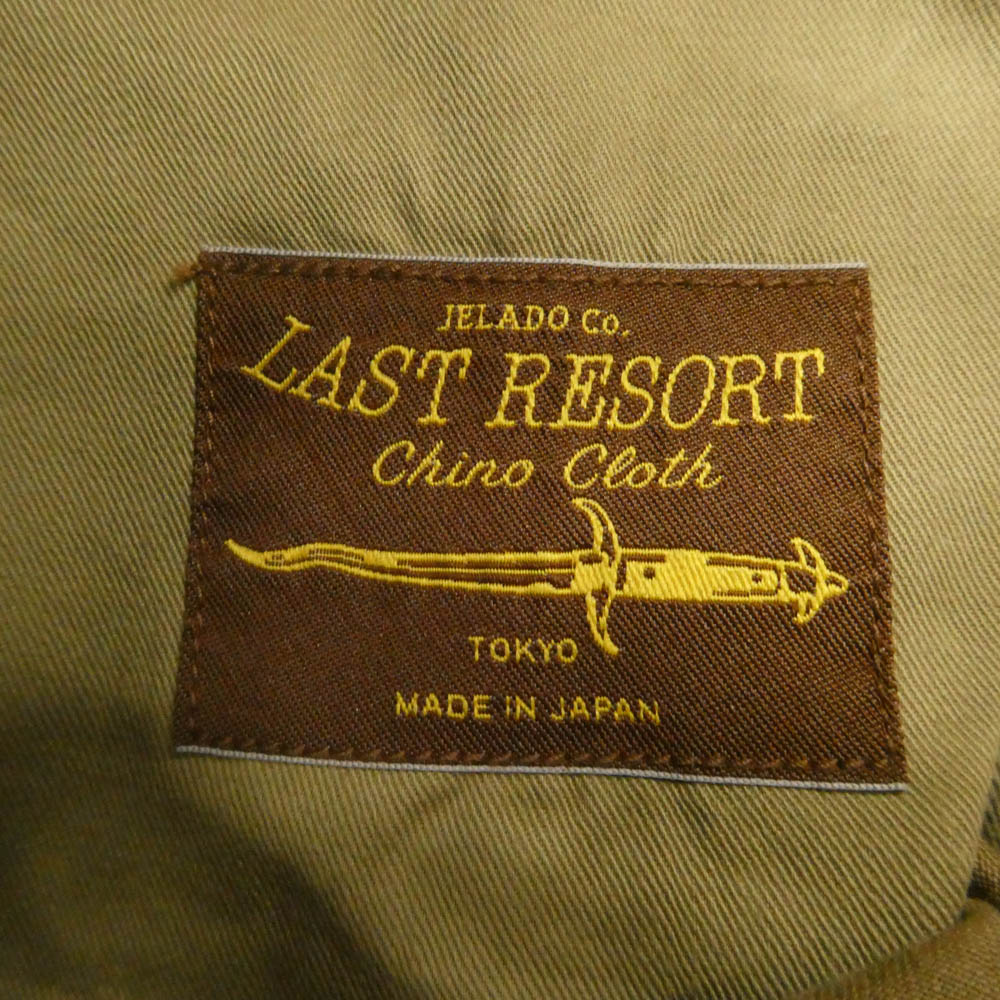 JELADO Co.
LAST RESORT
Chino Cloth
TOKYO
MADE IN JAPAN